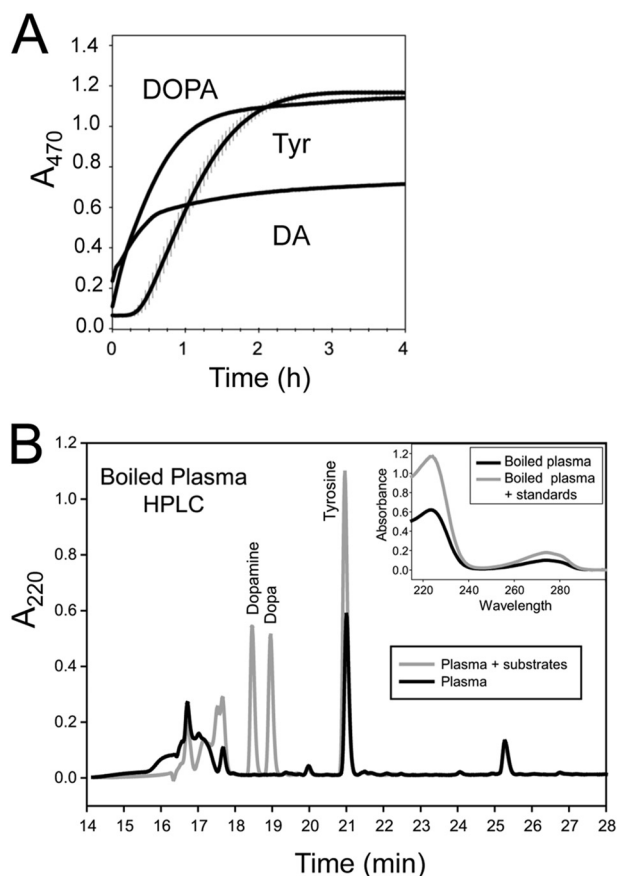 A
1.4
1.2
1.0
0.8
0.6
0.4
0.2
0.0
A470
DOPA
Tyr
DA
0 1 2 3 4
Time (h)
B
Boiled Plasma
HPLC
1.2
1.0
0.8
0.6
0.4
0.2
0.0
A220
Dopamine
Dopa
Tyrosine
1.2
1.0
0.8
0.6
0.4
0.2
0.0
Absorbance
Boiled plasma
Boiled plasma
+ standards
220 240 260 280
Wavelength
Plasma + substrates
Plasma
14 15 16 17 18 19 20 21 22 23 24 25 26 27 28
Time (min)